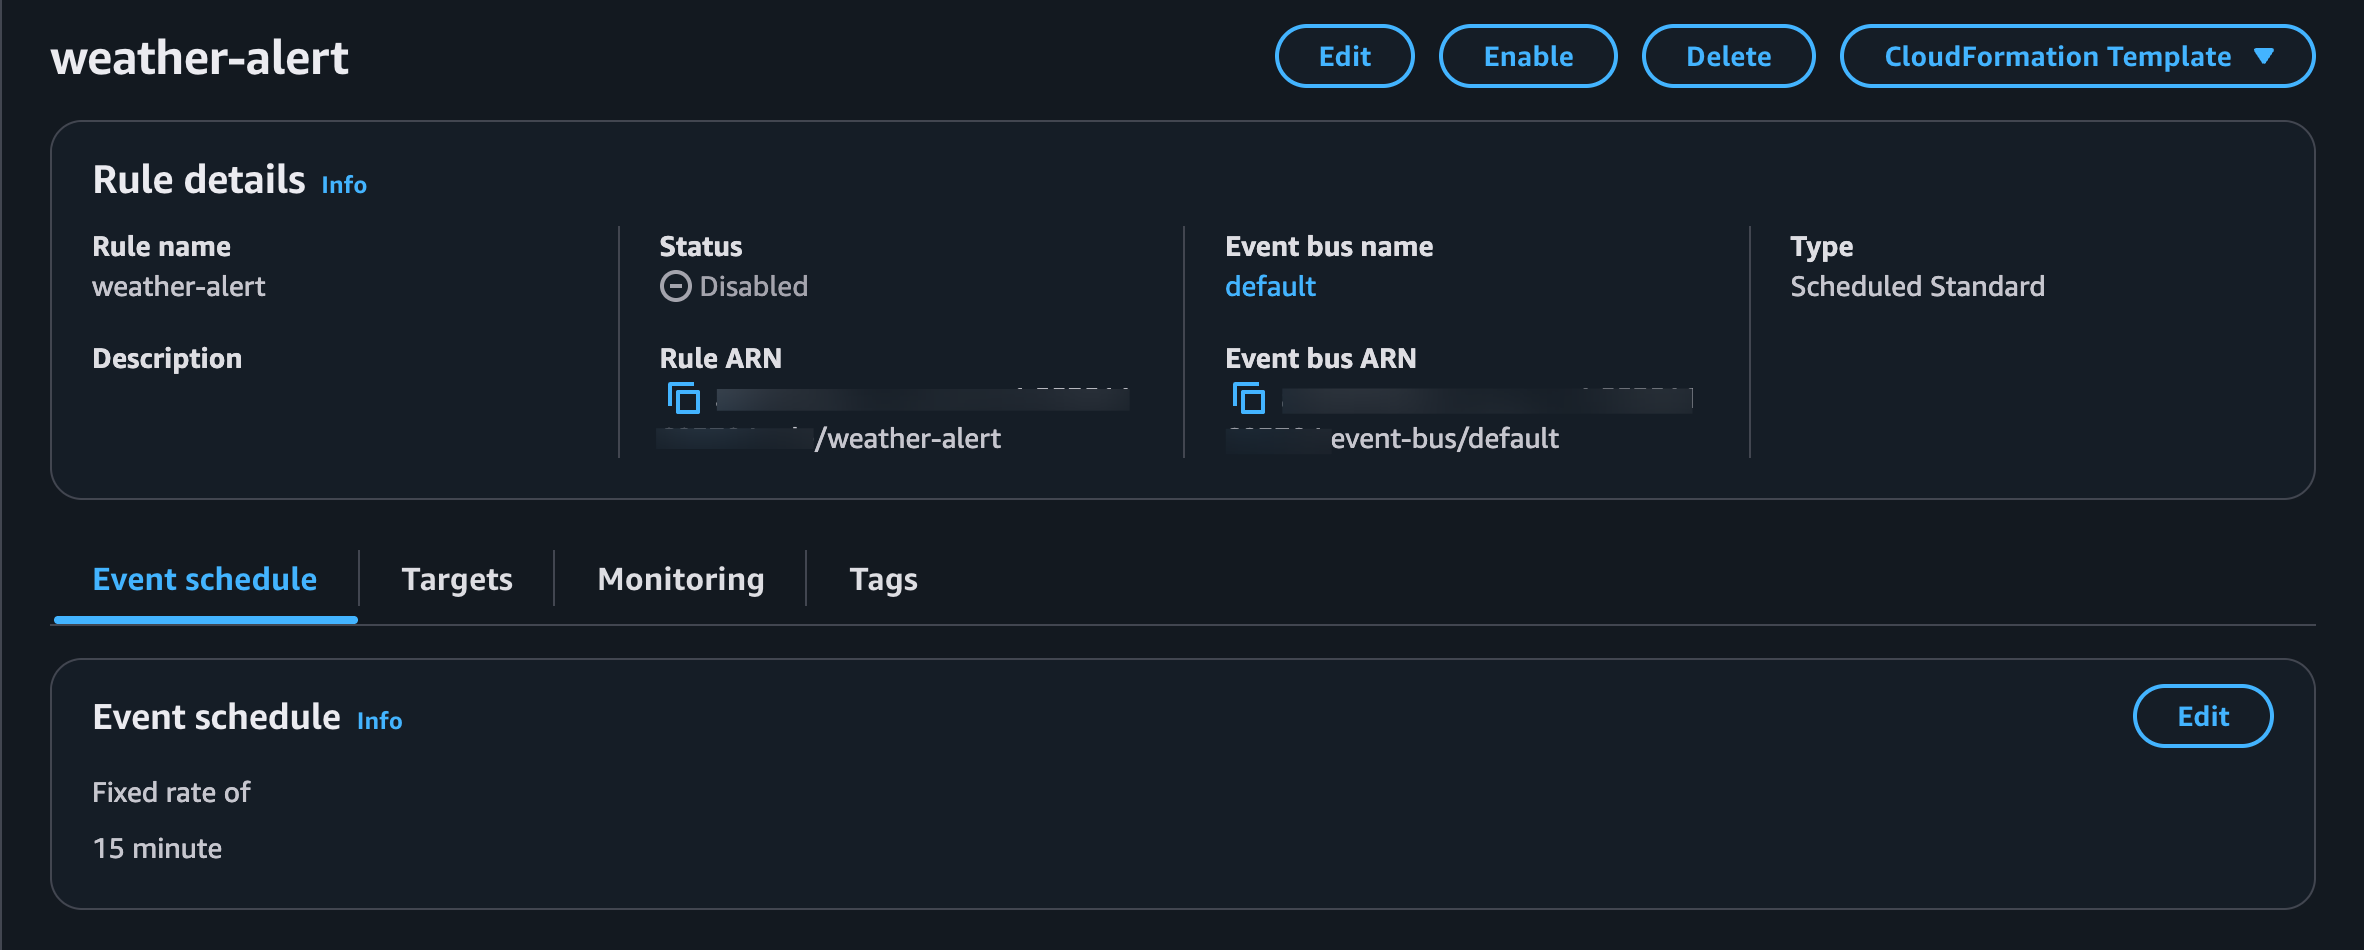 weather-alert
Edit
Enable
Delete
CloudFormation Template
Rule details Info
Rule name
weather-alert
Status
Disabled
Event bus name
default
Type
Scheduled Standard
Description
Rule ARN
/weather-alert
Event bus ARN
event-bus/default
Event schedule
Targets
Monitoring
Tags
Event schedule Info
Edit
Fixed rate of
15 minute